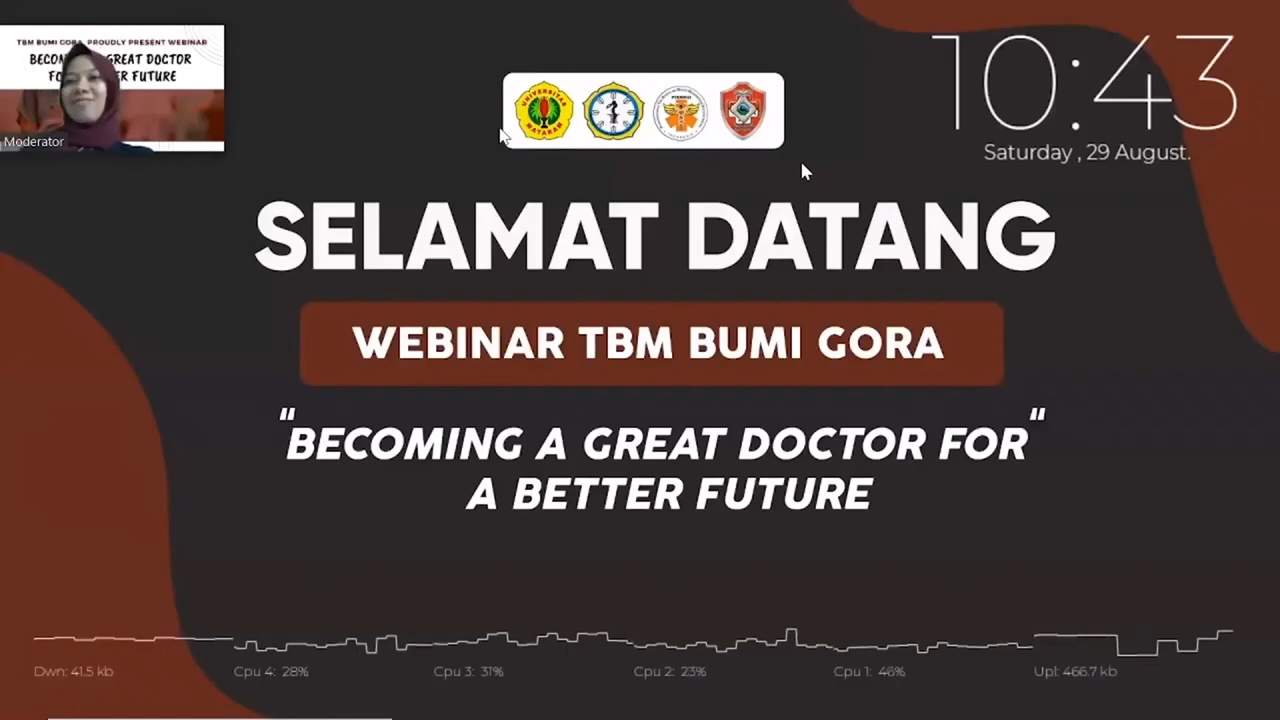 TBM BUMI GORA PROUDLY PRESENT WEBINAR
GREAT DOCTOR
ER FUTURE
Moderator
UNIVERSITAS
MATARAM
10:43
Saturday , 29 August.
SELAMAT DATANG
WEBINAR TBM BUMI GORA
"BECOMING A GREAT DOCTOR FOR"
A BETTER FUTURE
Dwn: 41.5 kb
Cpu 4: 28%
Cpu 3: 31%
Cpu 2: 23%
Cpu 1: 46%
Upl: 466.7 kb